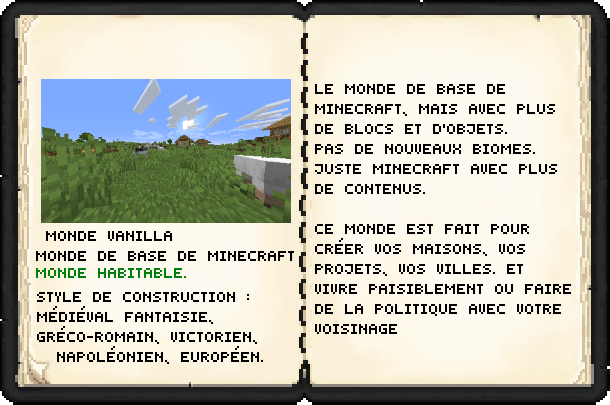 MONDE VANILLA
MONDE DE BASE DE MINECRAFT
MONDE HABITABLE.
STYLE DE CONSTRUCTION :
MÉDIÉVAL FANTAISIE,
GRÉCO-ROMAIN, VICTORIEN,
NAPOLÉONIEN, EUROPÉEN.
LE MONDE DE BASE DE
MINECRAFT, MAIS AVEC PLUS
DE BLOCS ET D'OBJETS.
PAS DE NOUVEAUX BIOMES.
JUSTE MINECRAFT AVEC PLUS
DE CONTENUS.
CE MONDE EST FAIT POUR
CRÉER VOS MAISONS, VOS
PROJETS, VOS VILLES. ET
VIVRE PAISIBLEMENT OU FAIRE
DE LA POLITIQUE AVEC VOTRE
VOISINAGE